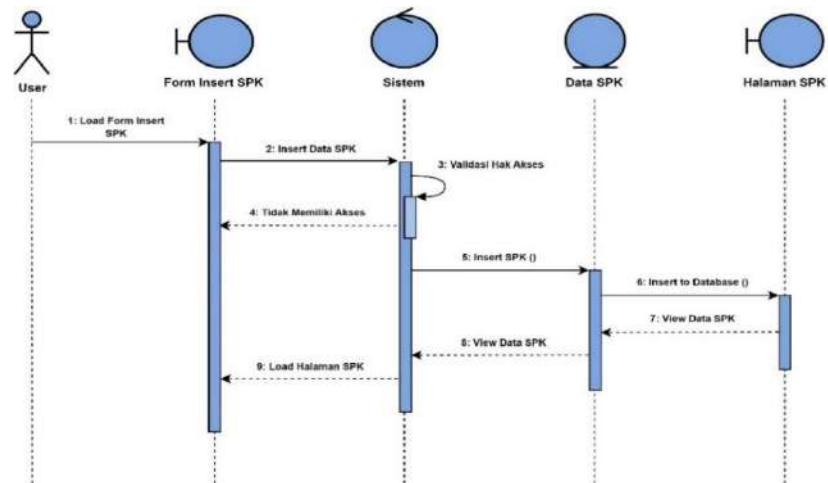 User
Form Insert SPK
Sistem
Data SPK
Halaman SPK
1: Load Form Insert
SPK
2: Insert Data SPK
3: Validasi Hak Akses
4: Tidak Memiliki Akses
5: Insert SPK ()
6: Insert to Database ()
7: View Data SPK
8: View Data SPK
9: Load Halaman SPK